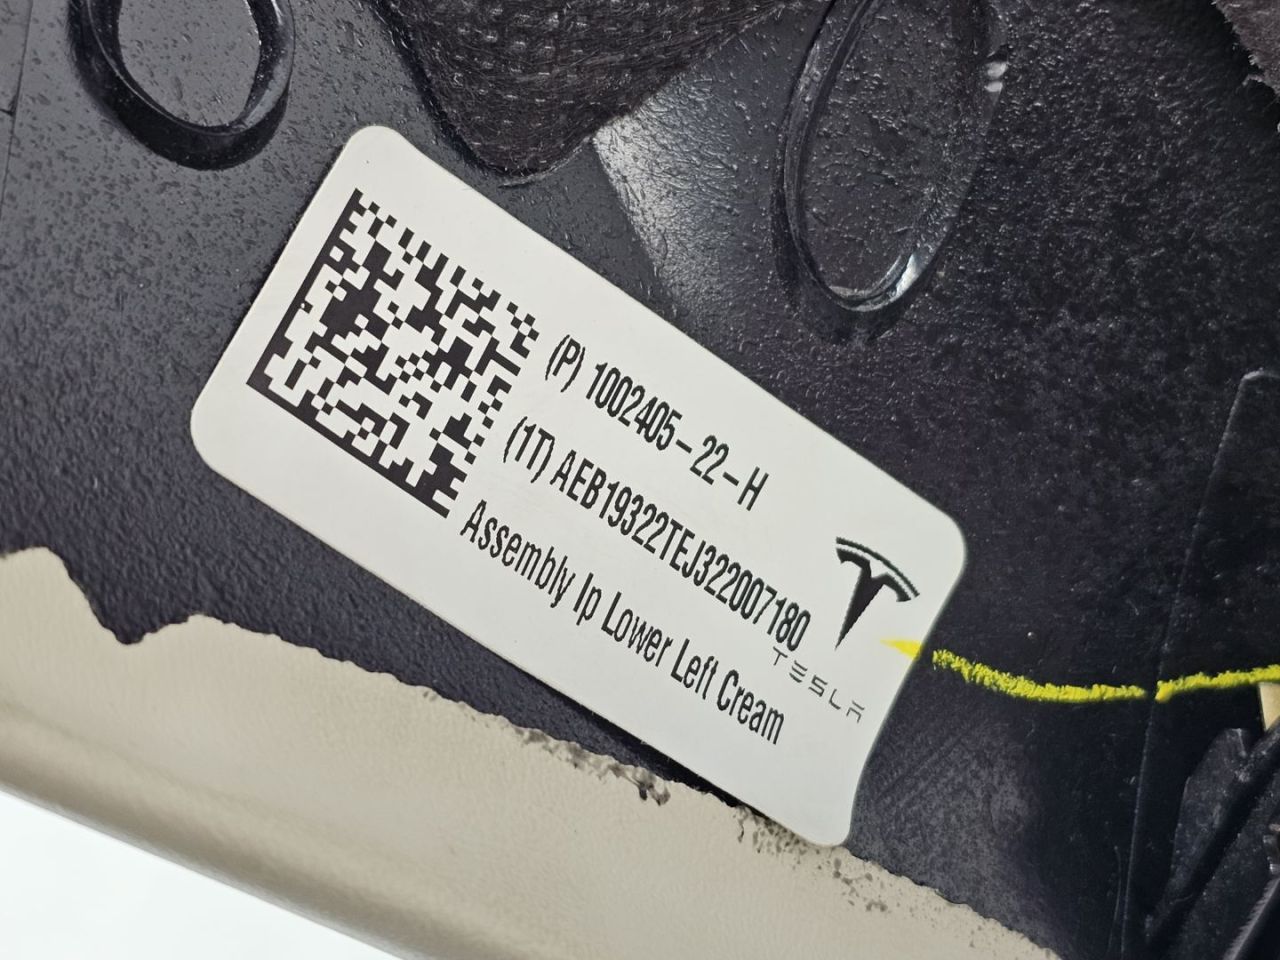 (P) 1002405-22-H
(1T) AEB19322TEJ322007180
Assembly Ip Lower Left Cream
TESLA